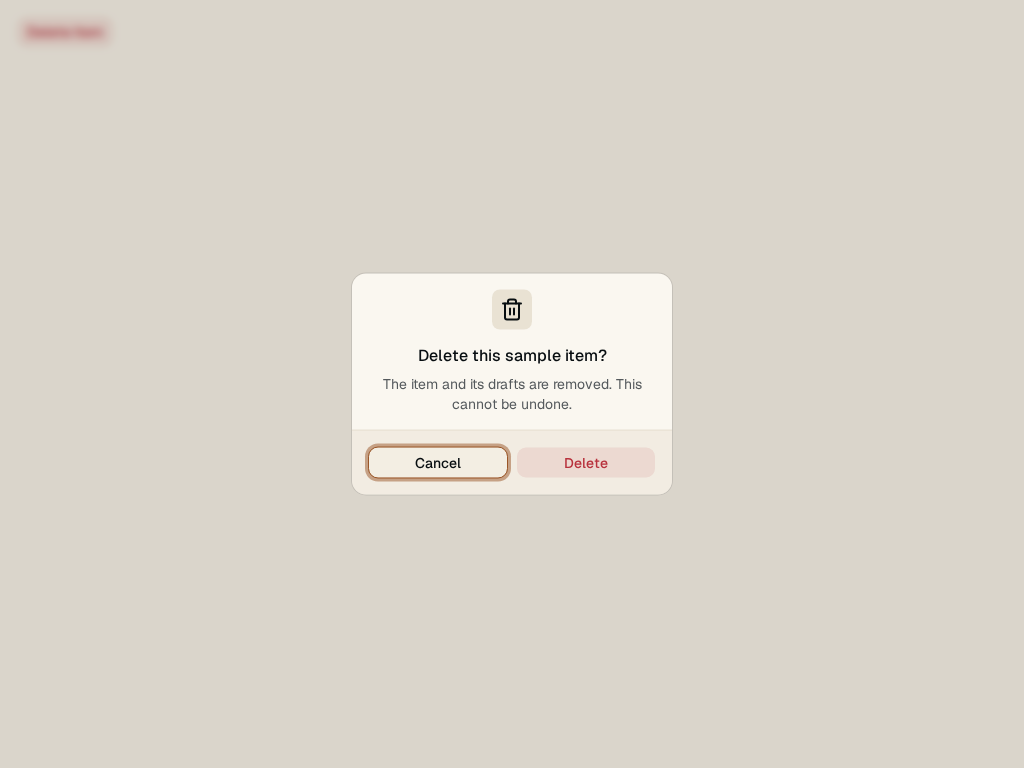 Delete this sample item?
The item and its drafts are removed. This
cannot be undone.
Cancel
Delete